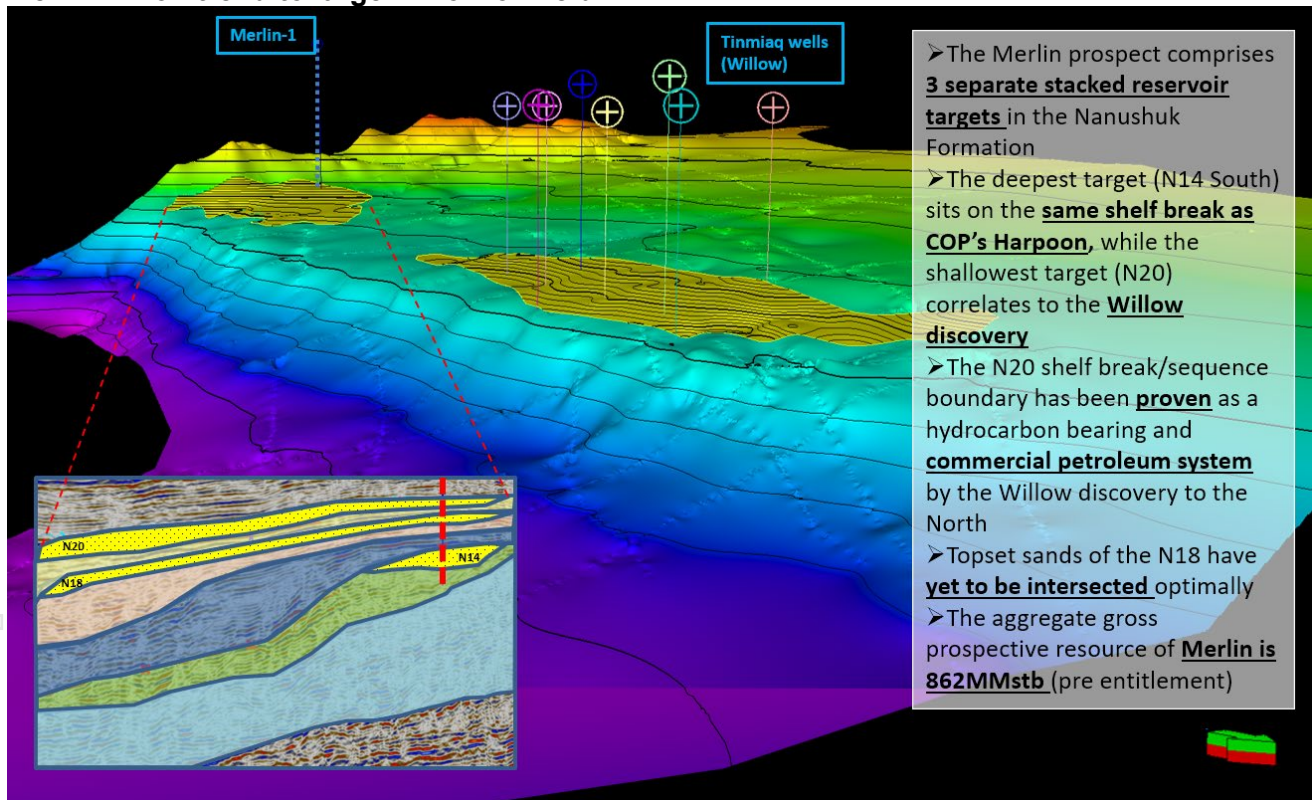 Merlin-1
Tinmiaq wells
(Willow)
➢The Merlin prospect comprises
3 separate stacked reservoir
targets in the Nanushuk
Formation
➢The deepest target (N14 South)
sits on the same shelf break as
COP's Harpoon, while the
shallowest target (N20)
correlates to the Willow
discovery
➢The N20 shelf break/sequence
boundary has been proven as a
hydrocarbon bearing and
commercial petroleum system
by the Willow discovery to the
North
➢Topset sands of the N18 have
yet to be intersected optimally
➢The aggregate gross
prospective resource of Merlin is
862MMstb (pre entitlement)
N20
N18
N14